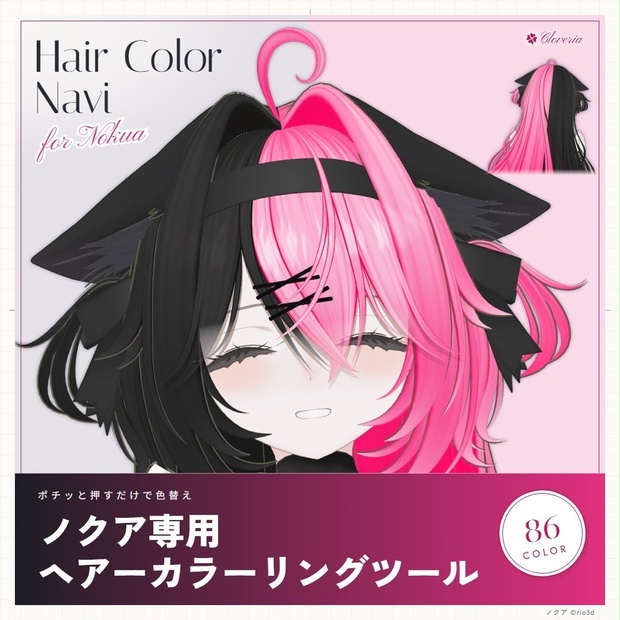 Hair Color
Navi
for Nokua
Cloveria
ポチッと押すだけで色替え
ノクア専用
ヘアーカラーリングツール
86
COLOR
ノクア ©rio3d